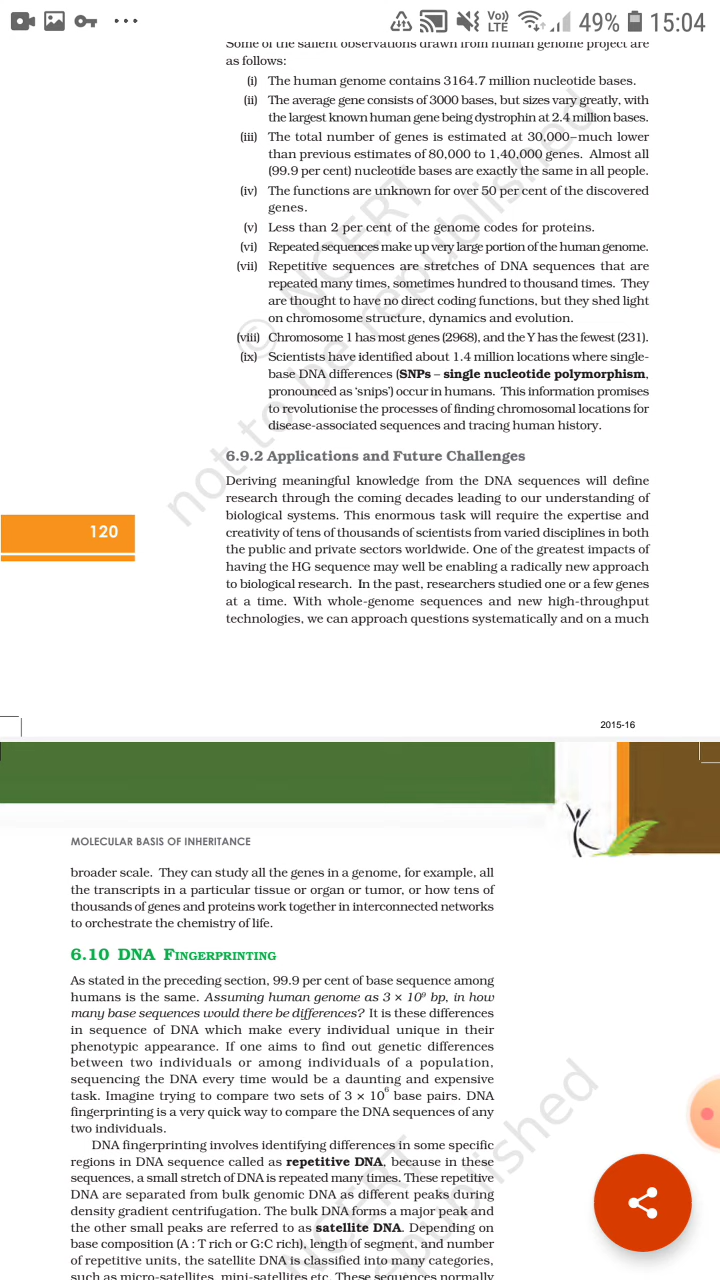 Vo))
LTE
49%
15:04
Some of the salient observations drawn from human genome project are
as follows:
(i) The human genome contains 3164.7 million nucleotide bases.
(ii) The average gene consists of 3000 bases, but sizes vary greatly, with
the largest known human gene being dystrophin at 2.4 million bases.
(iii) The total number of genes is estimated at 30,000–much lower
than previous estimates of 80,000 to 1,40,000 genes. Almost all
(99.9 per cent) nucleotide bases are exactly the same in all people.
(iv) The functions are unknown for over 50 per cent of the discovered
genes.
(v) Less than 2 per cent of the genome codes for proteins.
(vi) Repeated sequences make up very large portion of the human genome.
(vii) Repetitive sequences are stretches of DNA sequences that are
repeated many times, sometimes hundred to thousand times. They
are thought to have no direct coding functions, but they shed light
on chromosome structure, dynamics and evolution.
(viii) Chromosome 1 has most genes (2968), and the Y has the fewest (231).
(ix) Scientists have identified about 1.4 million locations where single-
base DNA differences (SNPs – single nucleotide polymorphism,
pronounced as ‘snips’) occur in humans. This information promises
to revolutionise the processes of finding chromosomal locations for
disease-associated sequences and tracing human history.
6.9.2 Applications and Future Challenges
Deriving meaningful knowledge from the DNA sequences will define
research through the coming decades leading to our understanding of
biological systems. This enormous task will require the expertise and
creativity of tens of thousands of scientists from varied disciplines in both
the public and private sectors worldwide. One of the greatest impacts of
having the HG sequence may well be enabling a radically new approach
to biological research. In the past, researchers studied one or a few genes
at a time. With whole-genome sequences and new high-throughput
technologies, we can approach questions systematically and on a much
120
© NCERT
not to be republished
2015-16
MOLECULAR BASIS OF INHERITANCE
broader scale. They can study all the genes in a genome, for example, all
the transcripts in a particular tissue or organ or tumor, or how tens of
thousands of genes and proteins work together in interconnected networks
to orchestrate the chemistry of life.
6.10 DNA FINGERPRINTING
As stated in the preceding section, 99.9 per cent of base sequence among
humans is the same. Assuming human genome as 3 × 10⁹ bp, in how
many base sequences would there be differences? It is these differences
in sequence of DNA which make every individual unique in their
phenotypic appearance. If one aims to find out genetic differences
between two individuals or among individuals of a population,
sequencing the DNA every time would be a daunting and expensive
task. Imagine trying to compare two sets of 3 × 10⁶ base pairs. DNA
fingerprinting is a very quick way to compare the DNA sequences of any
two individuals.
DNA fingerprinting involves identifying differences in some specific
regions in DNA sequence called as repetitive DNA, because in these
sequences, a small stretch of DNA is repeated many times. These repetitive
DNA are separated from bulk genomic DNA as different peaks during
density gradient centrifugation. The bulk DNA forms a major peak and
the other small peaks are referred to as satellite DNA. Depending on
base composition (A : T rich or G:C rich), length of segment, and number
of repetitive units, the satellite DNA is classified into many categories,
such as micro-satellites, mini-satellites etc. These sequences normally
NCERT
republished